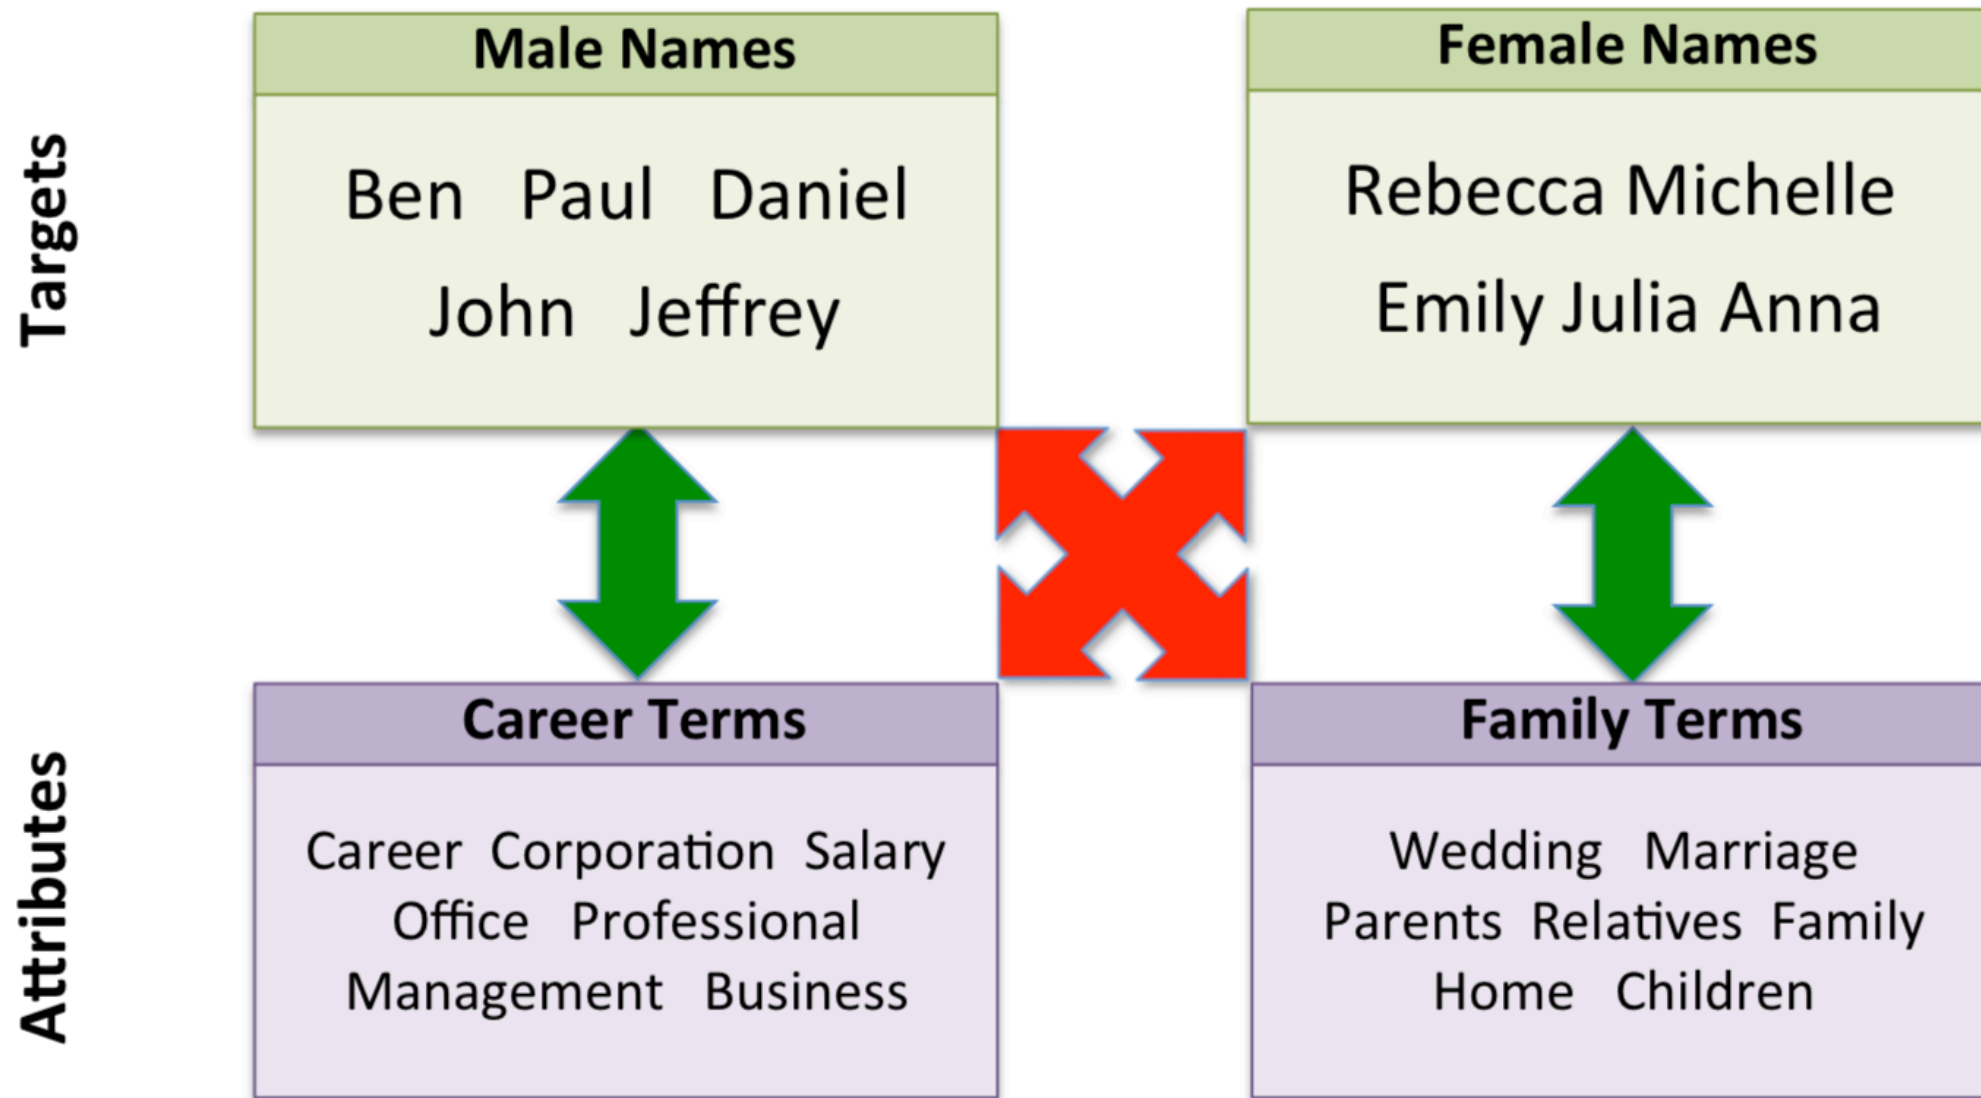 Targets
Male Names
Ben Paul Daniel
John Jeffrey
Female Names
Rebecca Michelle
Emily Julia Anna
Attributes
Career Terms
Career Corporation Salary
Office Professional
Management Business
Family Terms
Wedding Marriage
Parents Relatives Family
Home Children